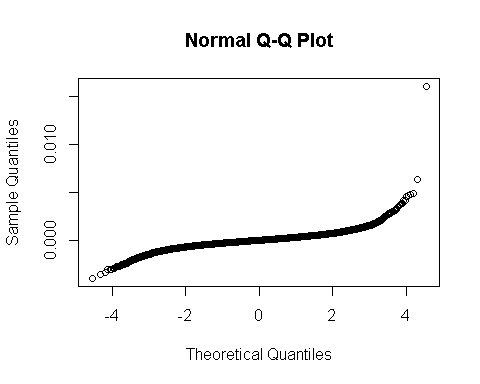 Normal Q-Q Plot
Sample Quantiles
0.010
0.000
-4
-2
0
2
4
Theoretical Quantiles